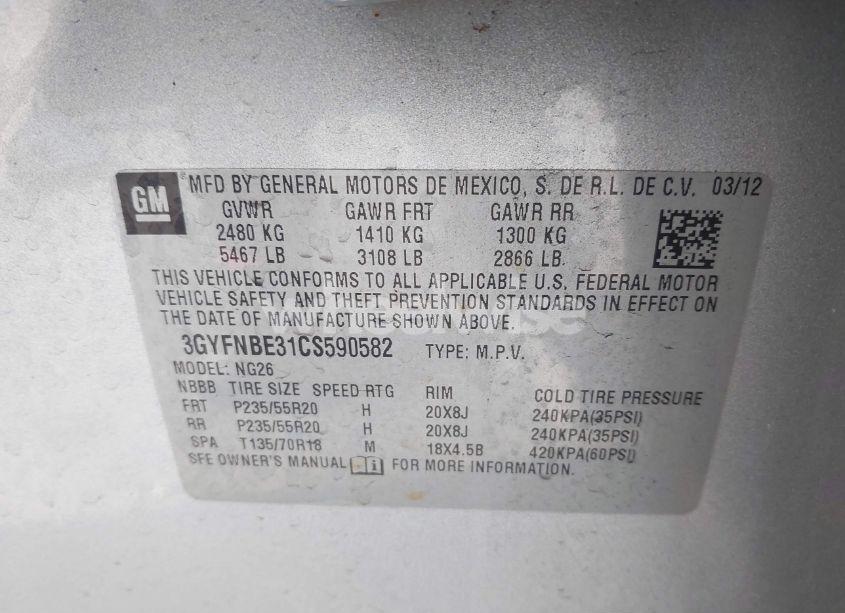 GM
MFD BY GENERAL MOTORS DE MEXICO, S. DE R.L. DE C.V. 03/12
GVWR GAWR FRT GAWR RR
2480 KG 1410 KG 1300 KG
5467 LB 3108 LB 2866 LB
THIS VEHICLE CONFORMS TO ALL APPLICABLE U.S. FEDERAL MOTOR
VEHICLE SAFETY AND THEFT PREVENTION STANDARDS IN EFFECT ON
THE DATE OF MANUFACTURE SHOWN ABOVE.
3GYFNBE31CS590582 TYPE: M.P.V.
MODEL: NG26
NBBB TIRE SIZE SPEED RTG RIM COLD TIRE PRESSURE
FRT P235/55R20 H 20X8J 240KPA(35PSI)
RR P235/55R20 H 20X8J 240KPA(35PSI)
SPA T135/70R18 M 18X4.5B 420KPA(60PSI)
SEE OWNER'S MANUAL FOR MORE INFORMATION.